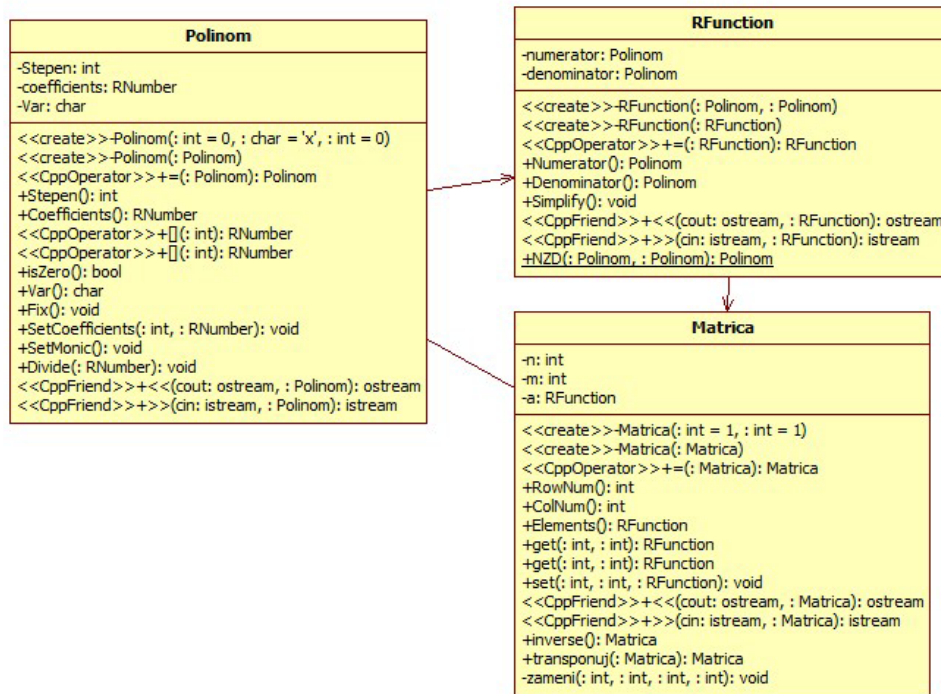 Polinom
-Stepen: int
-coefficients: RNumber
-Var: char
<<create>>-Polinom(: int = 0, : char = 'x', : int = 0)
<<create>>-Polinom(: Polinom)
<<CppOperator>>+=(: Polinom): Polinom
+Stepen(): int
+Coefficients(): RNumber
<<CppOperator>>+[](: int): RNumber
<<CppOperator>>+[](: int): RNumber
+isZero(): bool
+Var(): char
+Fix(): void
+SetCoefficients(: int, : RNumber): void
+SetMonic(): void
+Divide(: RNumber): void
<<CppFriend>>+<<(cout: ostream, : Polinom): ostream
<<CppFriend>>+>>(cin: istream, : Polinom): istream
RFunction
-numerator: Polinom
-denominator: Polinom
<<create>>-RFunction(: Polinom, : Polinom)
<<create>>-RFunction(: RFunction)
<<CppOperator>>+=(: RFunction): RFunction
+Numerator(): Polinom
+Denominator(): Polinom
+Simplify(): void
<<CppFriend>>+<<(cout: ostream, : RFunction): ostream
<<CppFriend>>+>>(cin: istream, : RFunction): istream
+NZD(: Polinom, : Polinom): Polinom
Matrica
-n: int
-m: int
-a: RFunction
<<create>>-Matrica(: int = 1, : int = 1)
<<create>>-Matrica(: Matrica)
<<CppOperator>>+=(: Matrica): Matrica
+RowNum(): int
+ColNum(): int
+Elements(): RFunction
+get(: int, : int): RFunction
+get(: int, : int): RFunction
+set(: int, : int, : RFunction): void
<<CppFriend>>+<<(cout: ostream, : Matrica): ostream
<<CppFriend>>+>>(cin: istream, : Matrica): istream
+inverse(): Matrica
+transponuj(: Matrica): Matrica
-zameni(: int, : int, : int, : int): void